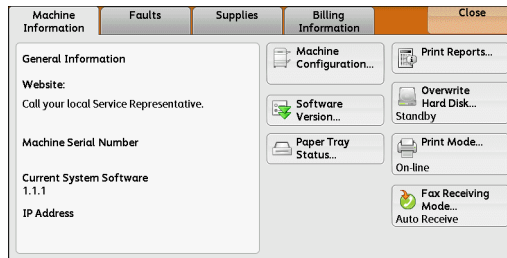 Machine
Information
Faults
Supplies
Billing
Information
Close
General Information
Website:
Call your local Service Representative.
Machine Serial Number
Current System Software
1.1.1
IP Address
Machine
Configuration...
Software
Version...
Paper Tray
Status...
Print Reports...
Overwrite
Hard Disk...
Standby
Print Mode...
On-line
Fax Receiving
Mode...
Auto Receive